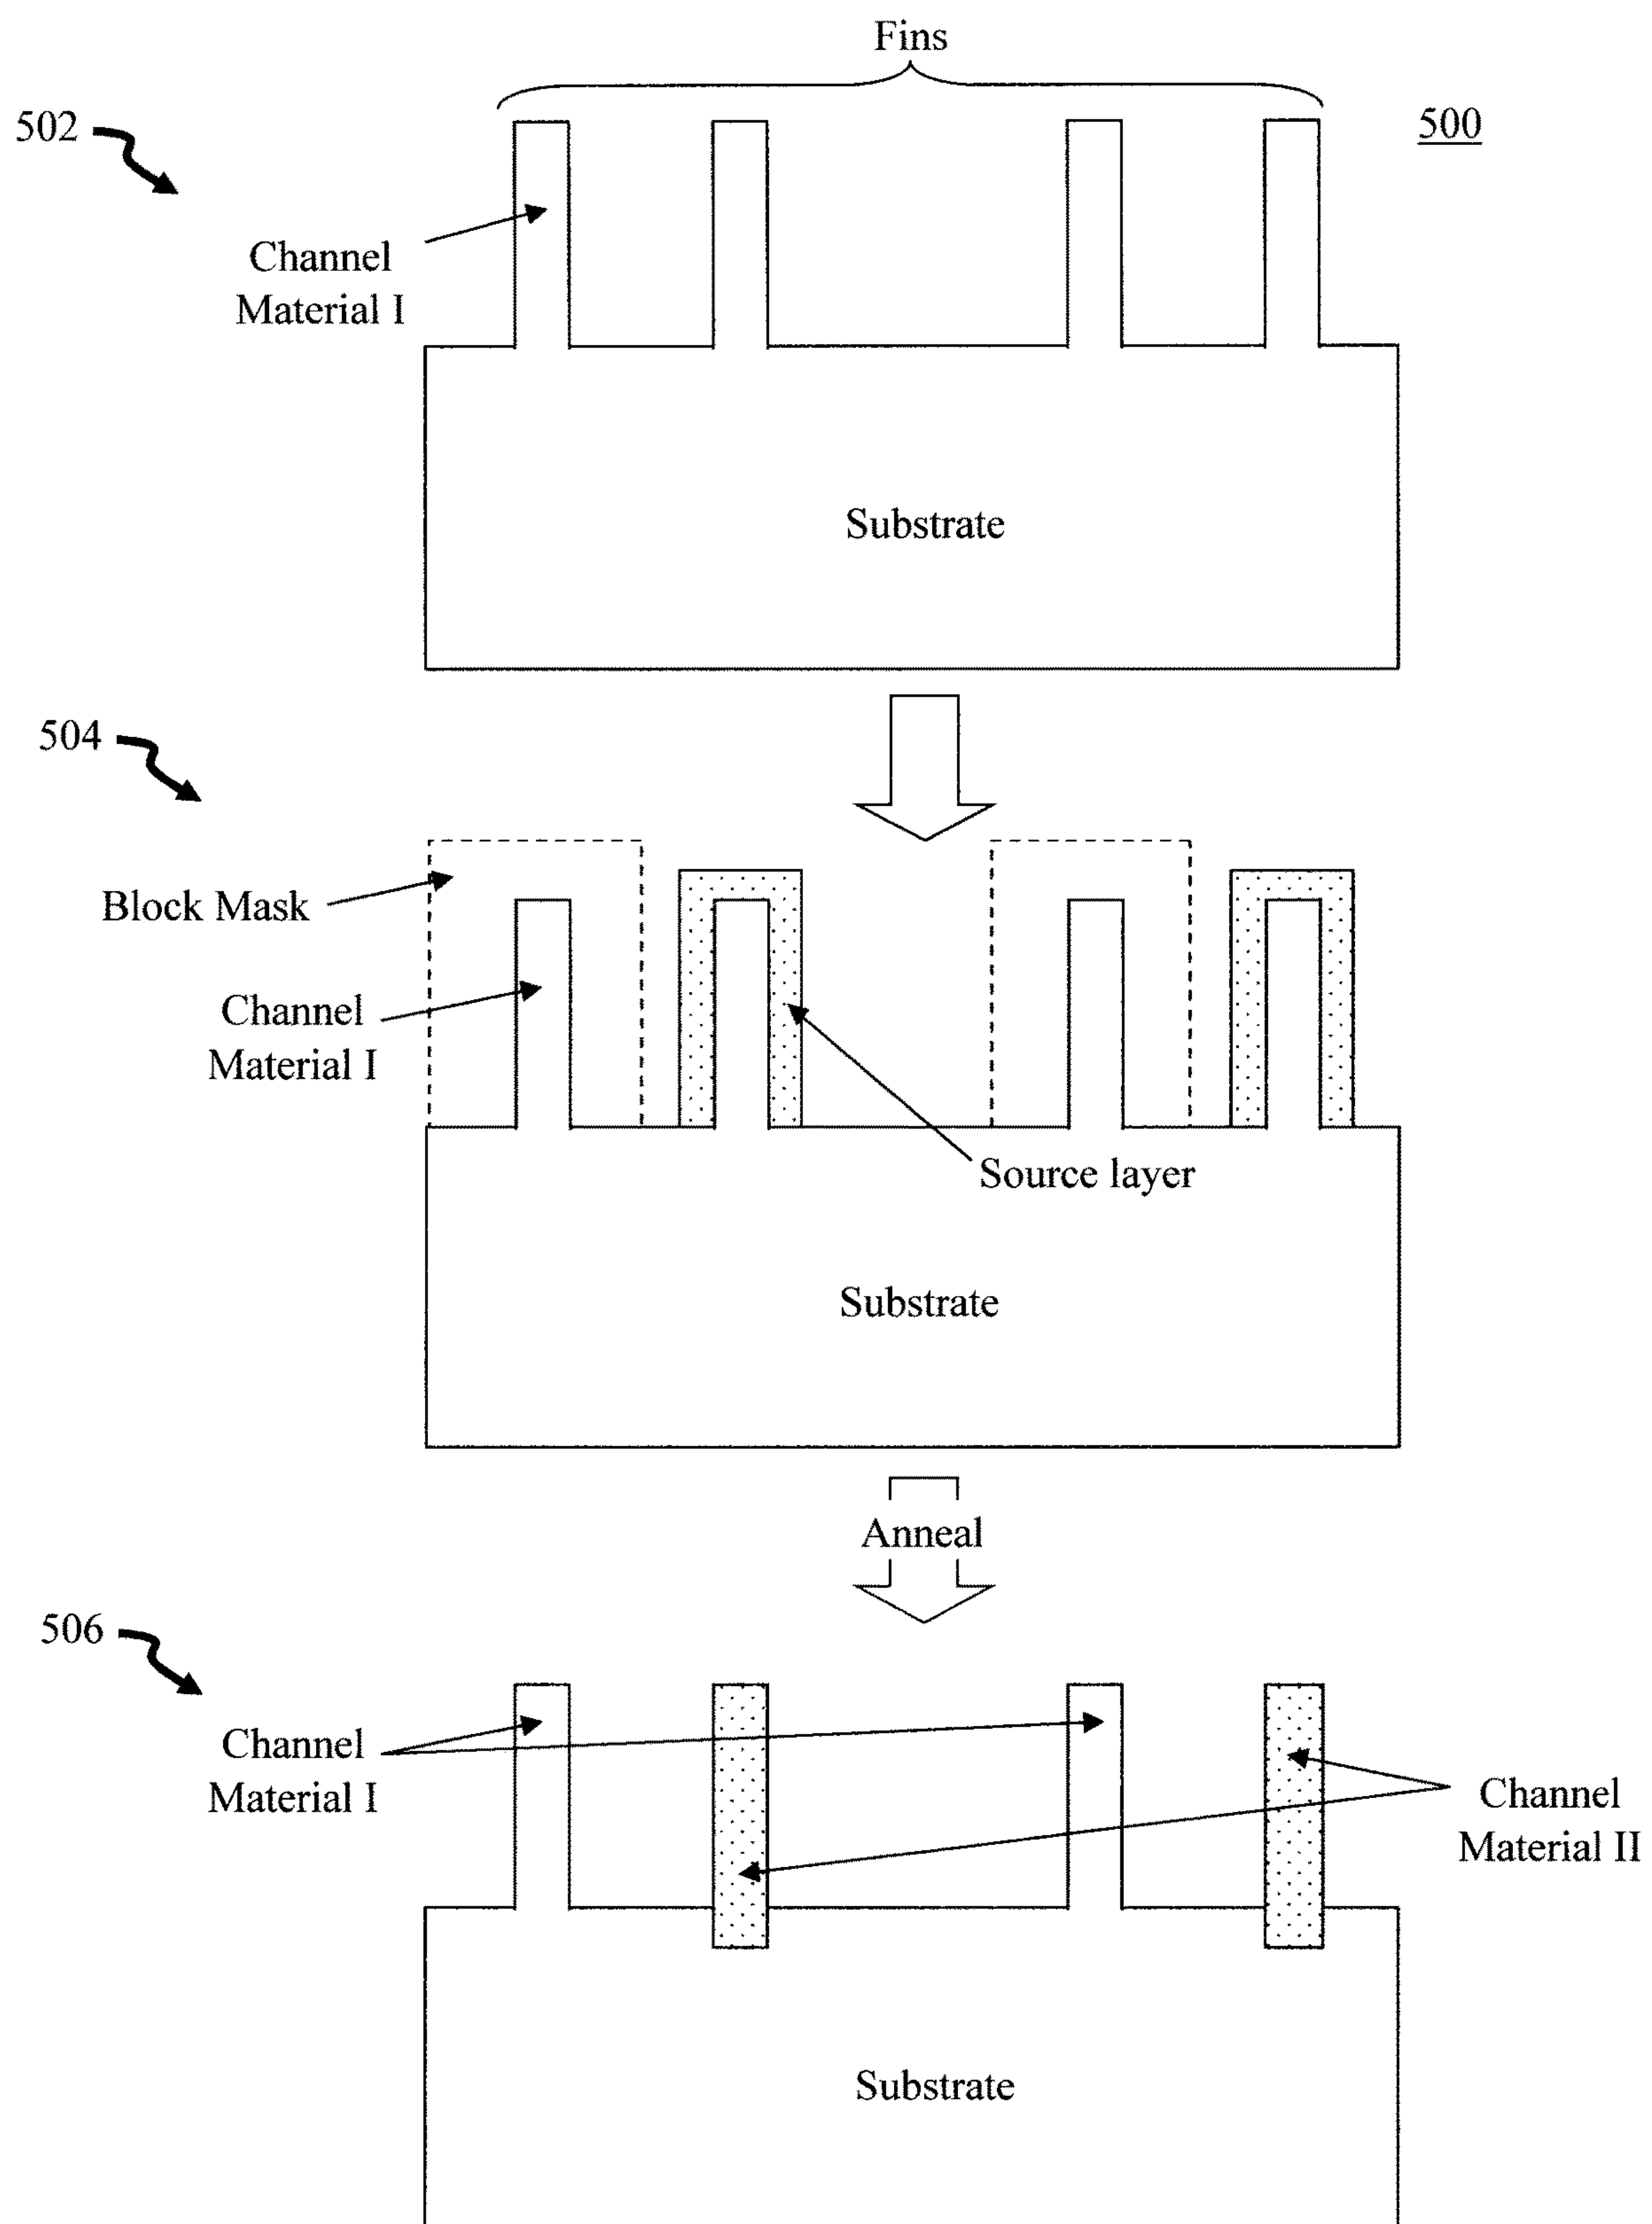 Fins
502
500
Channel
Material I
Substrate
504
Block Mask
Channel
Material I
Source layer
Substrate
Anneal
506
Channel
Material I
Channel
Material II
Substrate